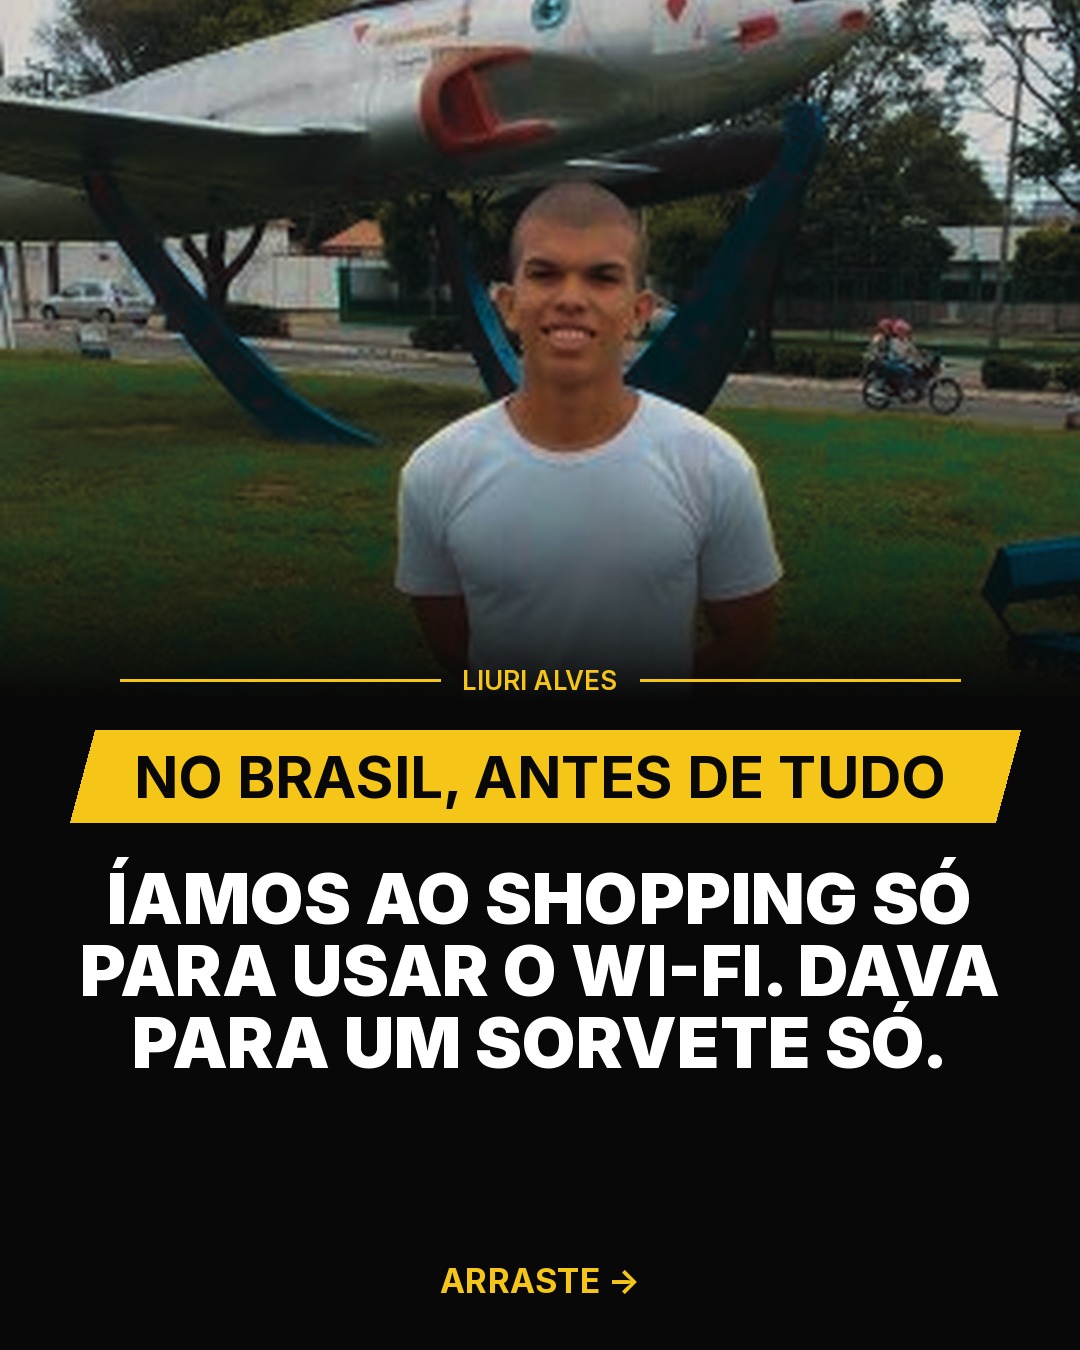 LIURI ALVES
NO BRASIL, ANTES DE TUDO
ÍAMOS AO SHOPPING SÓ
PARA USAR O WI-FI. DAVA
PARA UM SORVETE SÓ.
ARRASTE →